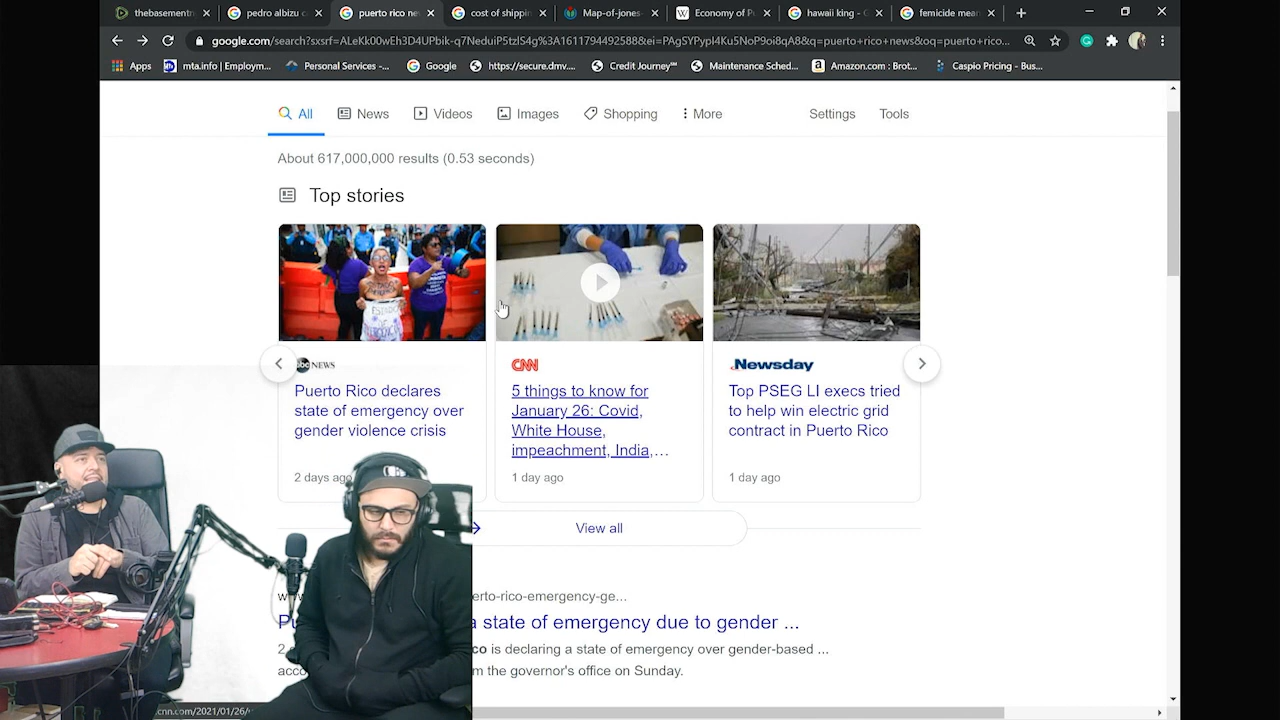 thebasementn
pedro albizu c
puerto rico ne
cost of shippin
Map-of-jones-
Economy of Pu
hawaii king - G
femicide mean
google.com/search?sxsrf=ALeKk00wEh3D4UPbik-q7NeduiP5tzlS4g%3A1611794492588&ei=PAgSYPypI4Ku5NoP9oi8qA8&q=puerto+rico+news&oq=puerto+rico...
Apps
mta.info | Employm...
Personal Services -...
Google
https://secure.dmv....
Credit Journey℠
Maintenance Sched...
Amazon.com : Brot...
Caspio Pricing - Bus...
All
News
Videos
Images
Shopping
More
Settings
Tools
About 617,000,000 results (0.53 seconds)
Top stories
abc NEWS
Puerto Rico declares
state of emergency over
gender violence crisis
2 days ago
CNN
5 things to know for
January 26: Covid,
White House,
impeachment, India,...
1 day ago
Newsday
Top PSEG LI execs tried
to help win electric grid
contract in Puerto Rico
1 day ago
View all
erto-rico-emergency-ge...
a state of emergency due to gender ...
co is declaring a state of emergency over gender-based ...
m the governor's office on Sunday.
cnn.com/2021/01/26/